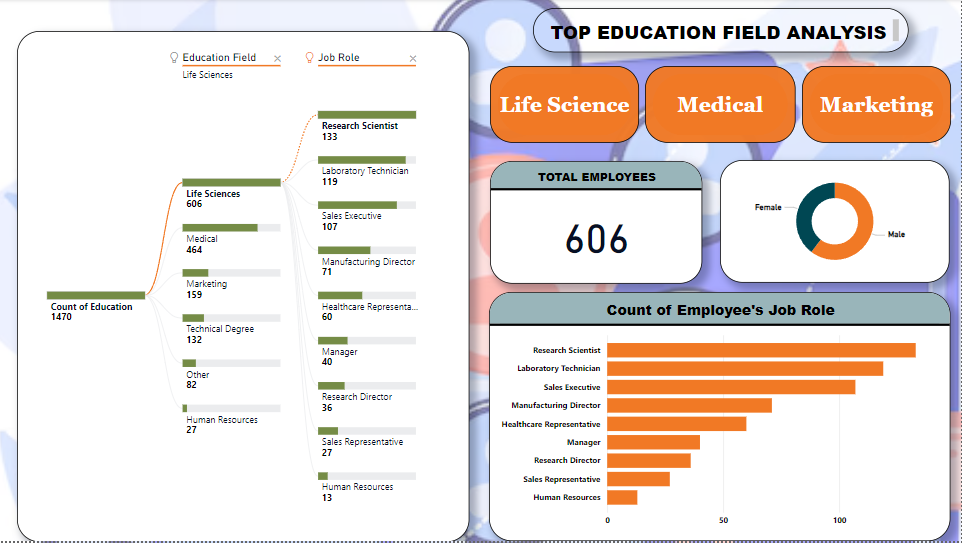 TOP EDUCATION FIELD ANALYSIS
Education Field
Life Sciences
Job Role
Count of Education
1470
Life Sciences
606
Medical
464
Marketing
159
Technical Degree
132
Other
82
Human Resources
27
Research Scientist
133
Laboratory Technician
119
Sales Executive
107
Manufacturing Director
71
Healthcare Representa...
60
Manager
40
Research Director
36
Sales Representative
27
Human Resources
13
Life Science
Medical
Marketing
TOTAL EMPLOYEES
606
Female
Male
Count of Employee's Job Role
Research Scientist
Laboratory Technician
Sales Executive
Manufacturing Director
Healthcare Representative
Manager
Research Director
Sales Representative
Human Resources
0 50 100